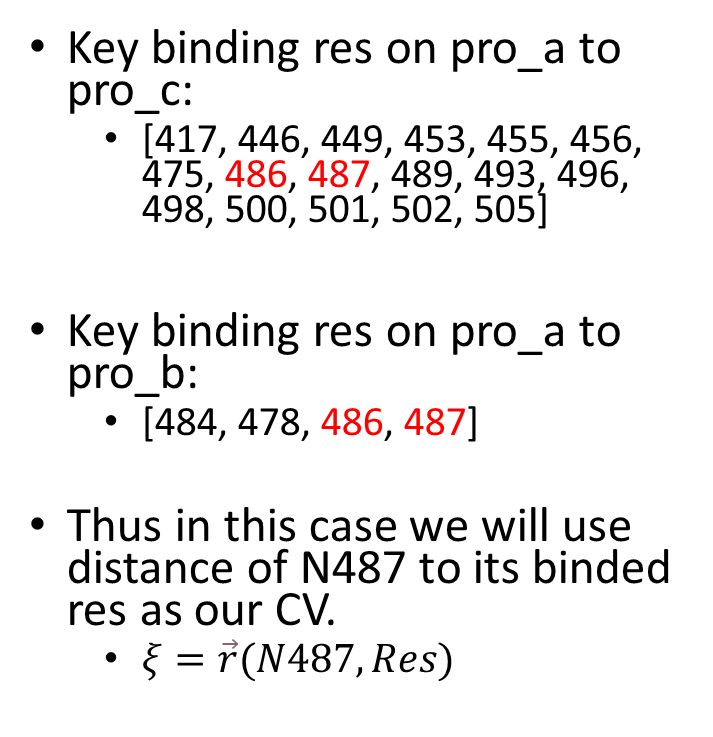 • Key binding res on pro_a to
pro_c:
• [417, 446, 449, 453, 455, 456,
475, 486, 487, 489, 493, 496,
498, 500, 501, 502, 505]
• Key binding res on pro_a to
pro_b:
• [484, 478, 486, 487]
• Thus in this case we will use
distance of N487 to its binded
res as our CV.
• ξ = r⃗(N487, Res)